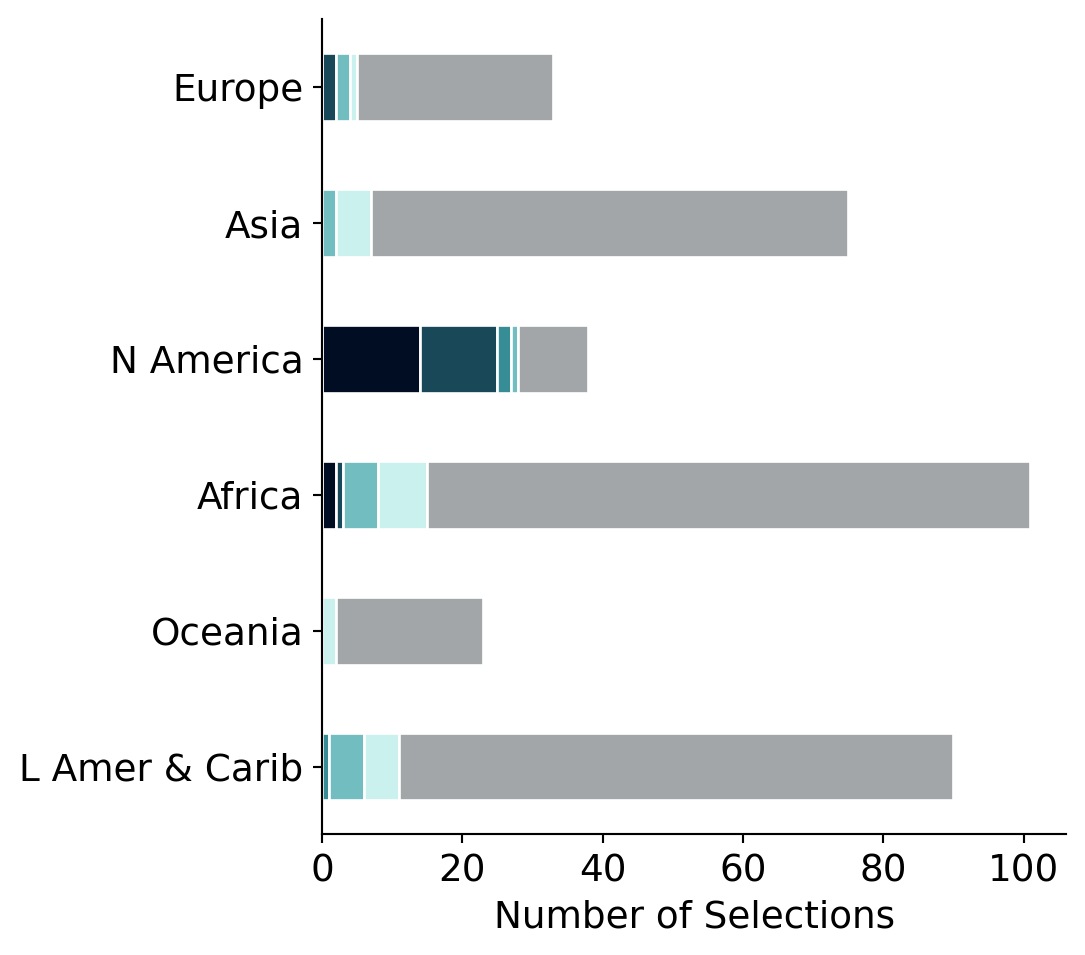 Europe
Asia
N America
Africa
Oceania
L Amer & Carib
0 20 40 60 80 100
Number of Selections